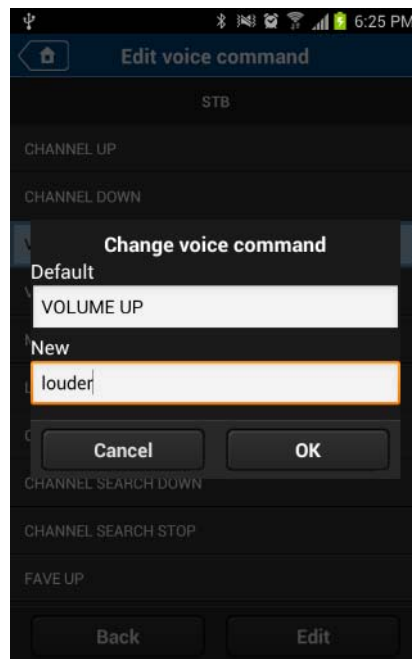 6:25 PM
Edit voice command
STB
CHANNEL UP
CHANNEL DOWN
Change voice command
Default
VOLUME UP
New
louder
Cancel
OK
CHANNEL SEARCH DOWN
CHANNEL SEARCH STOP
FAVE UP
Back
Edit